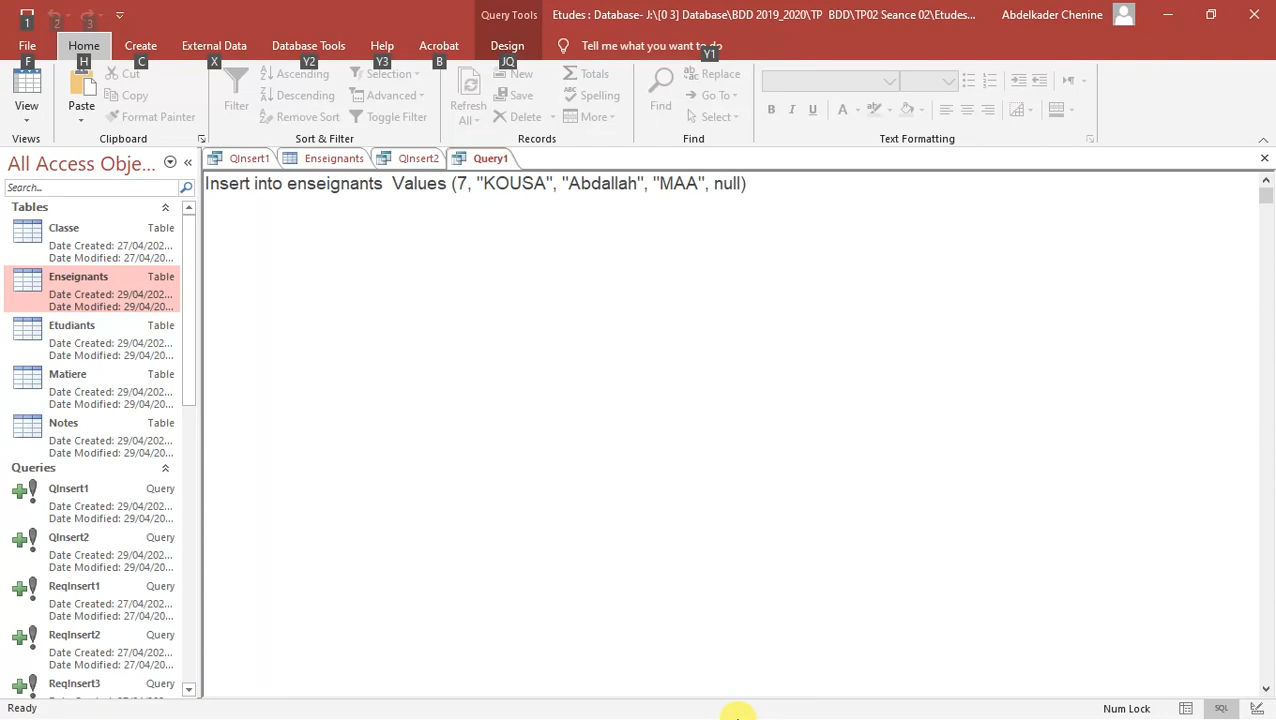 1 2 3
Query Tools
Etudes : Database- J:\[0 3] Database\BDD 2019_2020\TP BDD\TP02 Seance 02\Etudes...
Abdelkader Chenine
File Home Create External Data Database Tools Help Acrobat Design Tell me what you want to do
F H C X Y2 Y3 B JQ Y1
View
Views
Paste
Cut
Copy
Format Painter
Clipboard
Filter
Ascending
Descending
Remove Sort
Selection
Advanced
Toggle Filter
Sort & Filter
Refresh
All
New
Save
Delete
Totals
Spelling
More
Records
Find
Replace
Go To
Select
Find
B I U A
Text Formatting
All Access Obje...
Search...
Tables
Classe Table
Date Created: 27/04/202...
Date Modified: 27/04/20...
Enseignants Table
Date Created: 29/04/202...
Date Modified: 29/04/20...
Etudiants Table
Date Created: 29/04/202...
Date Modified: 29/04/20...
Matiere Table
Date Created: 29/04/202...
Date Modified: 29/04/20...
Notes Table
Date Created: 29/04/202...
Date Modified: 29/04/20...
Queries
QInsert1 Query
Date Created: 29/04/202...
Date Modified: 29/04/20...
QInsert2 Query
Date Created: 29/04/202...
Date Modified: 29/04/20...
ReqInsert1 Query
Date Created: 27/04/202...
Date Modified: 27/04/20...
ReqInsert2 Query
Date Created: 27/04/202...
Date Modified: 27/04/20...
ReqInsert3 Query
QInsert1 Enseignants QInsert2 Query1
Insert into enseignants  Values (7, "KOUSA", "Abdallah", "MAA", null)
Ready
Num Lock
SQL